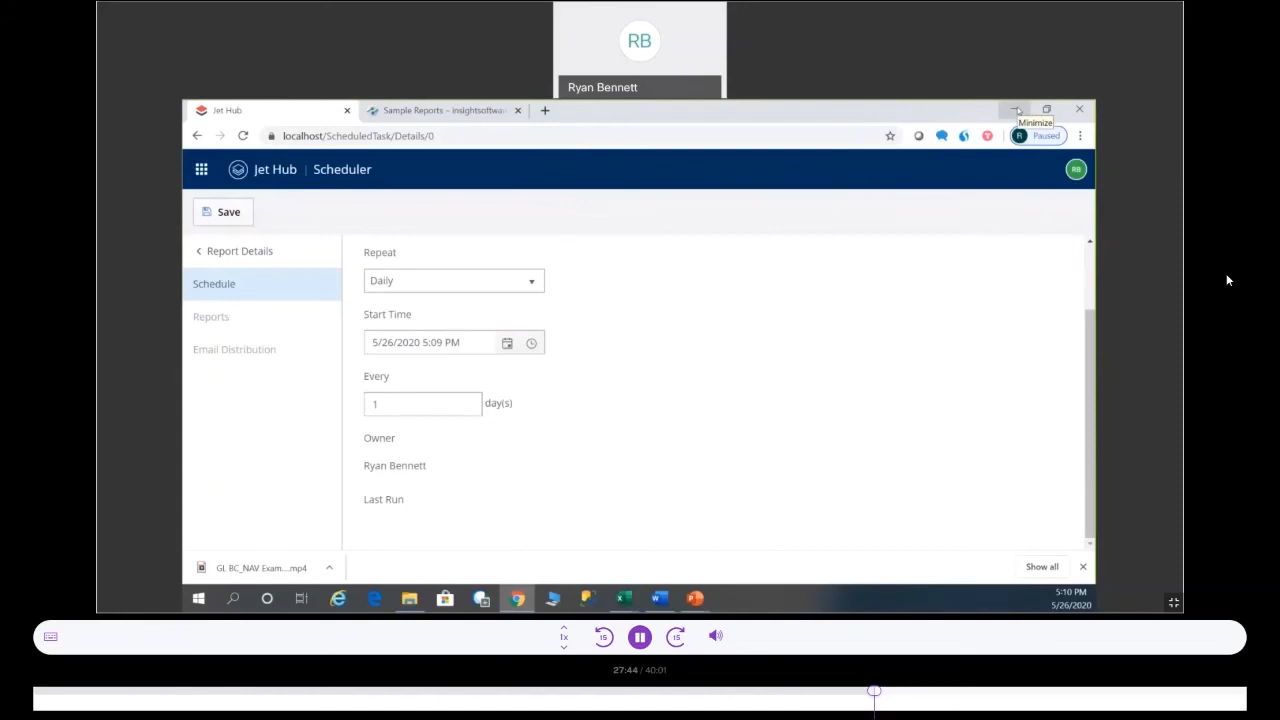 RB
Ryan Bennett
Jet Hub
Sample Reports – insightsoftwar
Minimize
localhost/ScheduledTask/Details/0
R Paused
Jet Hub | Scheduler
RB
Save
Report Details
Schedule
Reports
Email Distribution
Repeat
Daily
Start Time
5/26/2020 5:09 PM
Every
1 day(s)
Owner
Ryan Bennett
Last Run
GL BC_NAV Exam....mp4
Show all
5:10 PM
5/26/2020
1x
15
15
27:44 / 40:01